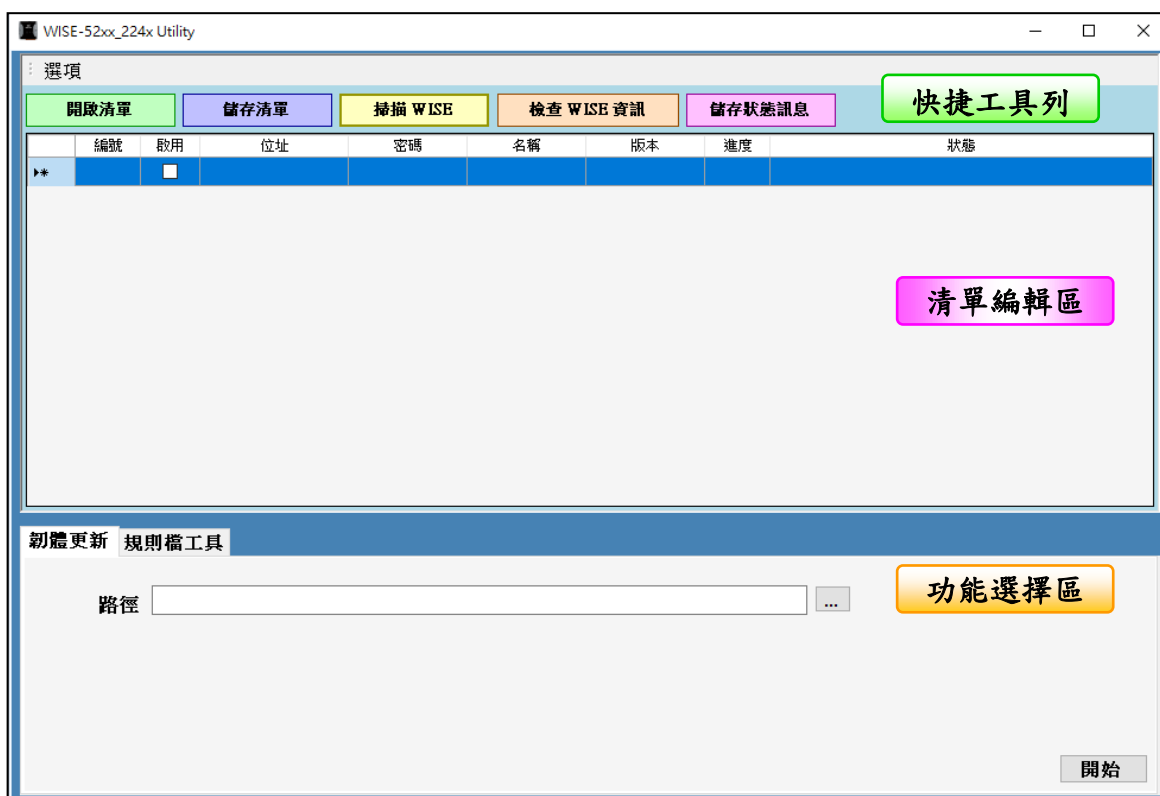 WISE-52xx_224x Utility
選項
開啟清單 儲存清單 掃描 WISE 檢查 WISE 資訊 儲存狀態訊息 快捷工具列
編號 啟用 位址 密碼 名稱 版本 進度 狀態
清單編輯區
韌體更新 規則檔工具
路徑 ... 功能選擇區
開始